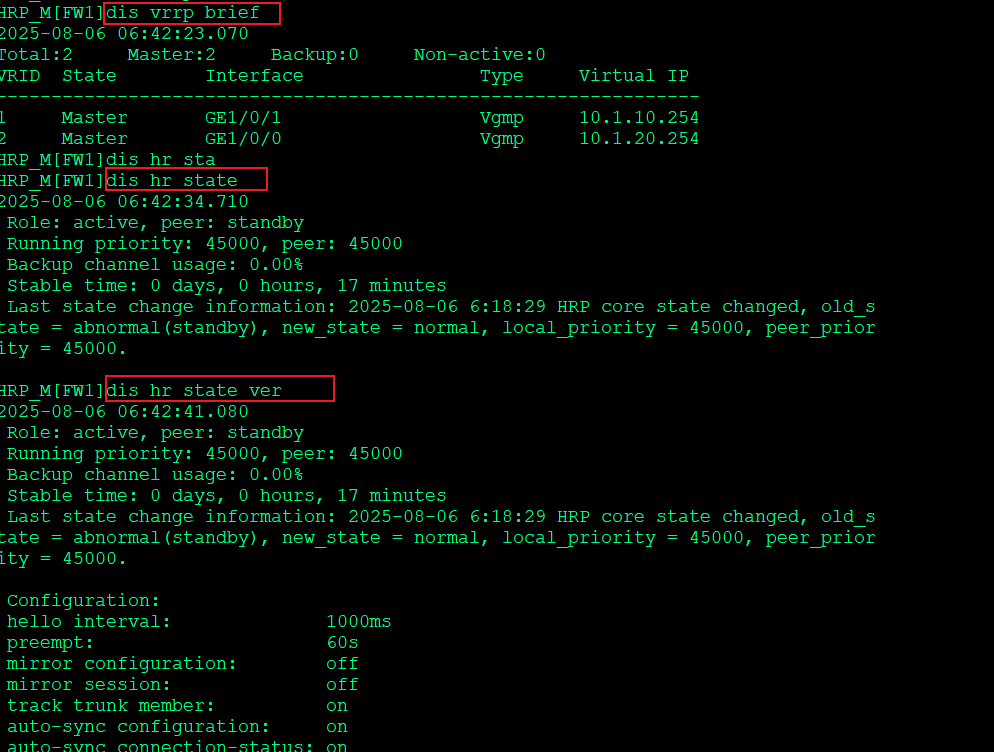 HRP_M[FW1]dis vrrp brief
2025-08-06 06:42:23.070
Total:2 Master:2 Backup:0 Non-active:0
VRID State Interface Type Virtual IP
----------------------------------------------------------------
1 Master GE1/0/1 Vgmp 10.1.10.254
2 Master GE1/0/0 Vgmp 10.1.20.254
HRP_M[FW1]dis hr sta
HRP_M[FW1]dis hr state
2025-08-06 06:42:34.710
Role: active, peer: standby
Running priority: 45000, peer: 45000
Backup channel usage: 0.00%
Stable time: 0 days, 0 hours, 17 minutes
Last state change information: 2025-08-06 6:18:29 HRP core state changed, old_s
tate = abnormal(standby), new_state = normal, local_priority = 45000, peer_prior
ity = 45000.
HRP_M[FW1]dis hr state ver
2025-08-06 06:42:41.080
Role: active, peer: standby
Running priority: 45000, peer: 45000
Backup channel usage: 0.00%
Stable time: 0 days, 0 hours, 17 minutes
Last state change information: 2025-08-06 6:18:29 HRP core state changed, old_s
tate = abnormal(standby), new_state = normal, local_priority = 45000, peer_prior
ity = 45000.
Configuration:
hello interval: 1000ms
preempt: 60s
mirror configuration: off
mirror session: off
track trunk member: on
auto-sync configuration: on
auto-sync connection-status: on